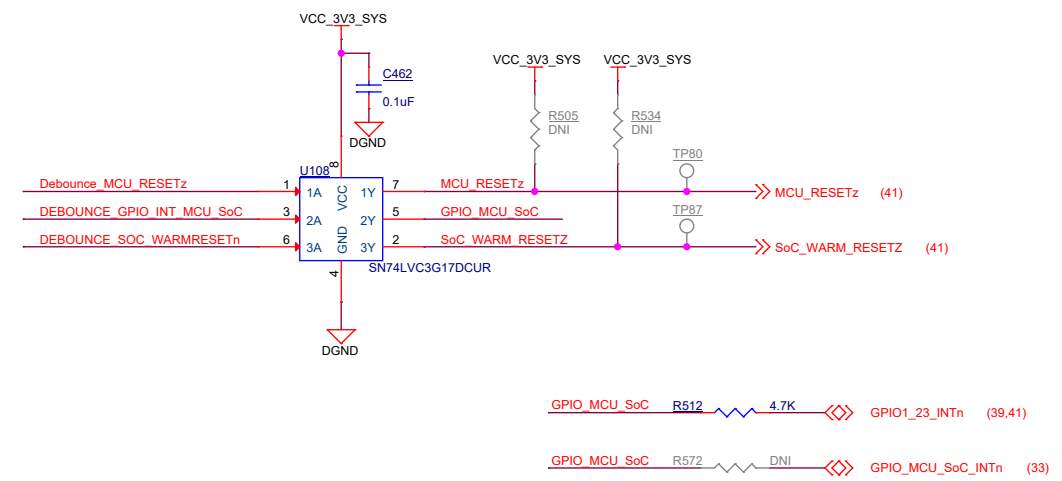 VCC_3V3_SYS
C462
0.1uF
DGND
VCC_3V3_SYS
VCC_3V3_SYS
R505
DNI
R534
DNI
TP80
U108
8
Debounce_MCU_RESETz
1
1A
VCC
1Y
7
MCU_RESETz
MCU_RESETz (41)
DEBOUNCE_GPIO_INT_MCU_SoC
3
2A
2Y
5
GPIO_MCU_SoC
TP87
DEBOUNCE_SOC_WARMRESETn
6
3A
GND
3Y
2
SoC_WARM_RESETZ
SoC_WARM_RESETZ (41)
4
SN74LVC3G17DCUR
DGND
GPIO_MCU_SoC R512 4.7K GPIO1_23_INTn (39,41)
GPIO_MCU_SoC R572 DNI GPIO_MCU_SoC_INTn (33)